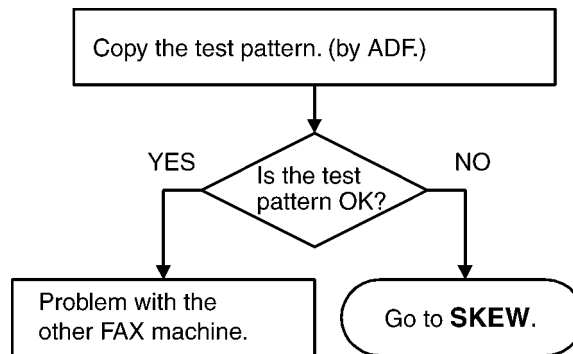 Copy the test pattern. (by ADF.)
YES
NO
Is the test
pattern OK?
Problem with the
other FAX machine.
Go to SKEW.